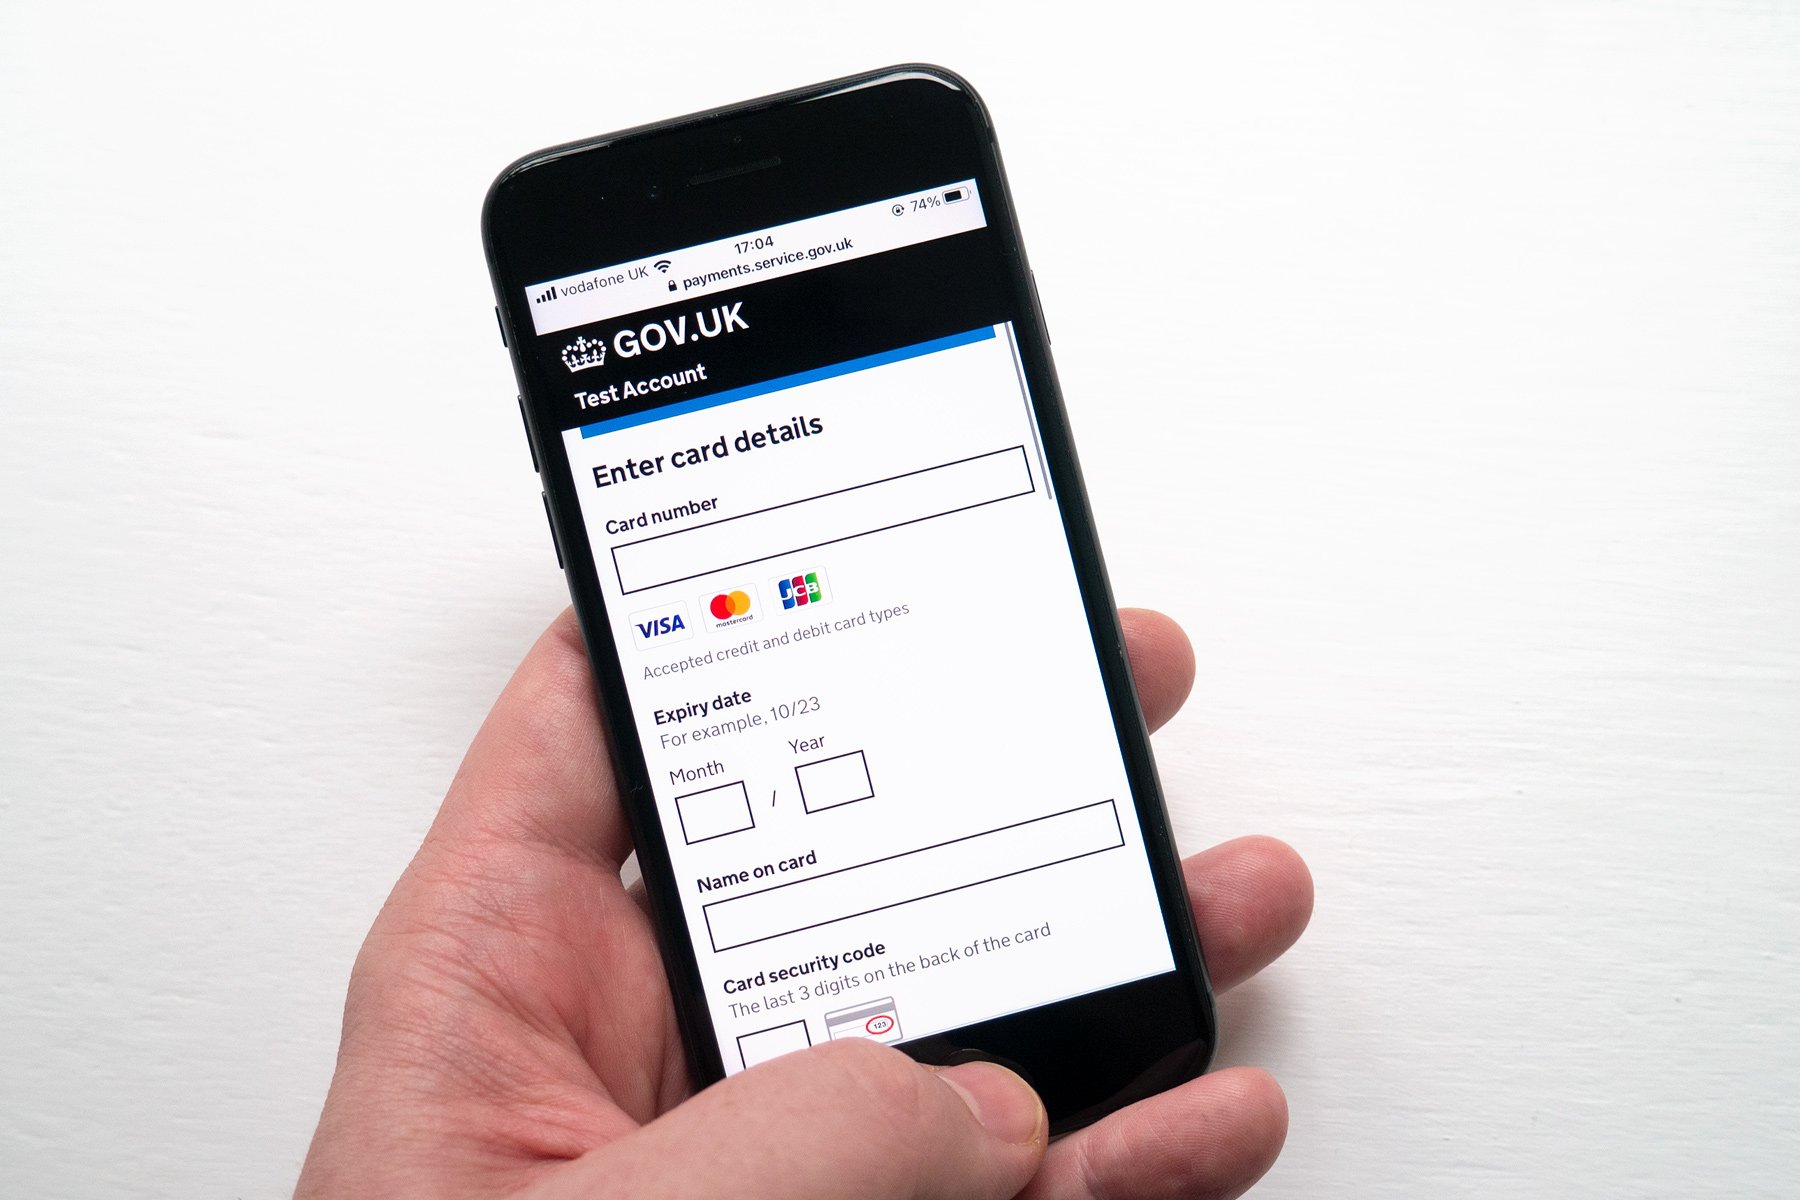 vodafone UK 17:04 74%
payments.service.gov.uk
GOV.UK
Test Account
Enter card details
Card number
VISA mastercard JCB
Accepted credit and debit card types
Expiry date
For example, 10/23
Month Year
/
Name on card
Card security code
The last 3 digits on the back of the card
123